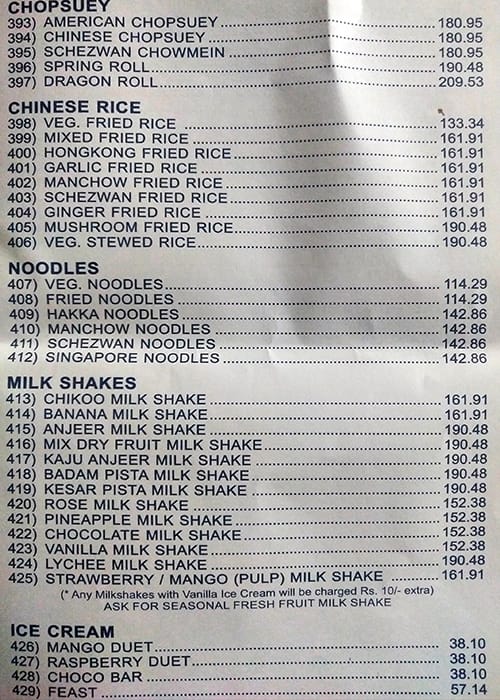 CHOPSUEY
393) AMERICAN CHOPSUEY 180.95
394) CHINESE CHOPSUEY 180.95
395) SCHEZWAN CHOWMEIN 180.95
396) SPRING ROLL 190.48
397) DRAGON ROLL 209.53
CHINESE RICE
398) VEG. FRIED RICE 133.34
399) MIXED FRIED RICE 161.91
400) HONGKONG FRIED RICE 161.91
401) GARLIC FRIED RICE 161.91
402) MANCHOW FRIED RICE 161.91
403) SCHEZWAN FRIED RICE 161.91
404) GINGER FRIED RICE 161.91
405) MUSHROOM FRIED RICE 190.48
406) VEG. STEWED RICE 190.48
NOODLES
407) VEG. NOODLES 114.29
408) FRIED NOODLES 114.29
409) HAKKA NOODLES 142.86
410) MANCHOW NOODLES 142.86
411) SCHEZWAN NOODLES 142.86
412) SINGAPORE NOODLES 142.86
MILK SHAKES
413) CHIKOO MILK SHAKE 161.91
414) BANANA MILK SHAKE 161.91
415) ANJEER MILK SHAKE 190.48
416) MIX DRY FRUIT MILK SHAKE 190.48
417) KAJU ANJEER MILK SHAKE 190.48
418) BADAM PISTA MILK SHAKE 190.48
419) KESAR PISTA MILK SHAKE 190.48
420) ROSE MILK SHAKE 152.38
421) PINEAPPLE MILK SHAKE 152.38
422) CHOCOLATE MILK SHAKE 152.38
423) VANILLA MILK SHAKE 152.38
424) LYCHEE MILK SHAKE 190.48
425) STRAWBERRY / MANGO (PULP) MILK SHAKE 161.91
(* Any Milkshakes with Vanilla Ice Cream will be charged Rs. 10/- extra)
ASK FOR SEASONAL FRESH FRUIT MILK SHAKE
ICE CREAM
426) MANGO DUET 38.10
427) RASPBERRY DUET 38.10
428) CHOCO BAR 38.10
429) FEAST 57.14